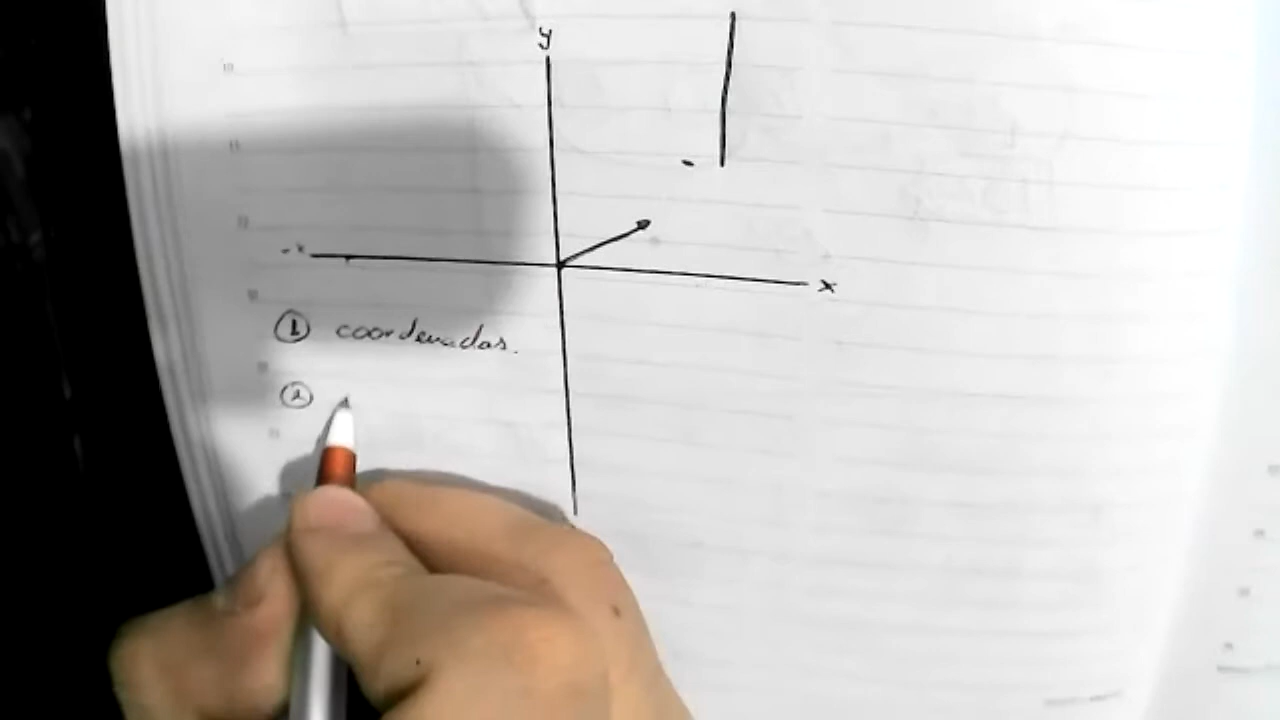 y
-x
x
① coordenadas.
②